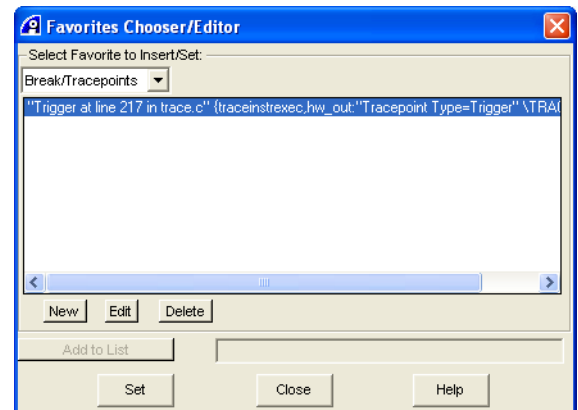 Favorites Chooser/Editor
Select Favorite to Insert/Set:
Break/Tracepoints
"Trigger at line 217 in trace.c" {traceinstrexec,hw_out:"Tracepoint Type=Trigger" \TRA
New Edit Delete
Add to List
Set Close Help